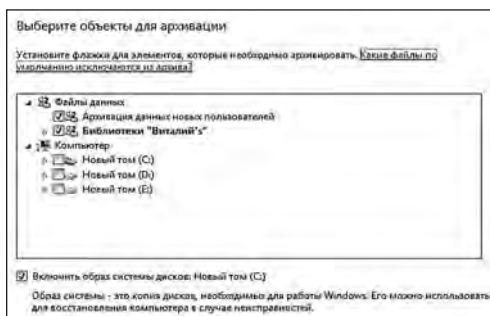 Выберите объекты для архивации
Установите флажки для элементов, которые необходимо архивировать. Какие файлы по
умолчанию исключаются из архива?
Файлы данных
Архивация данных новых пользователей
Библиотеки "Виталий's"
Компьютер
Новый том (C:)
Новый том (D:)
Новый том (E:)
Включить образ системы дисков: Новый том (C:)
Образ системы - это копия дисков, необходимых для работы Windows. Его можно использовать
для восстановления компьютера в случае неисправностей.